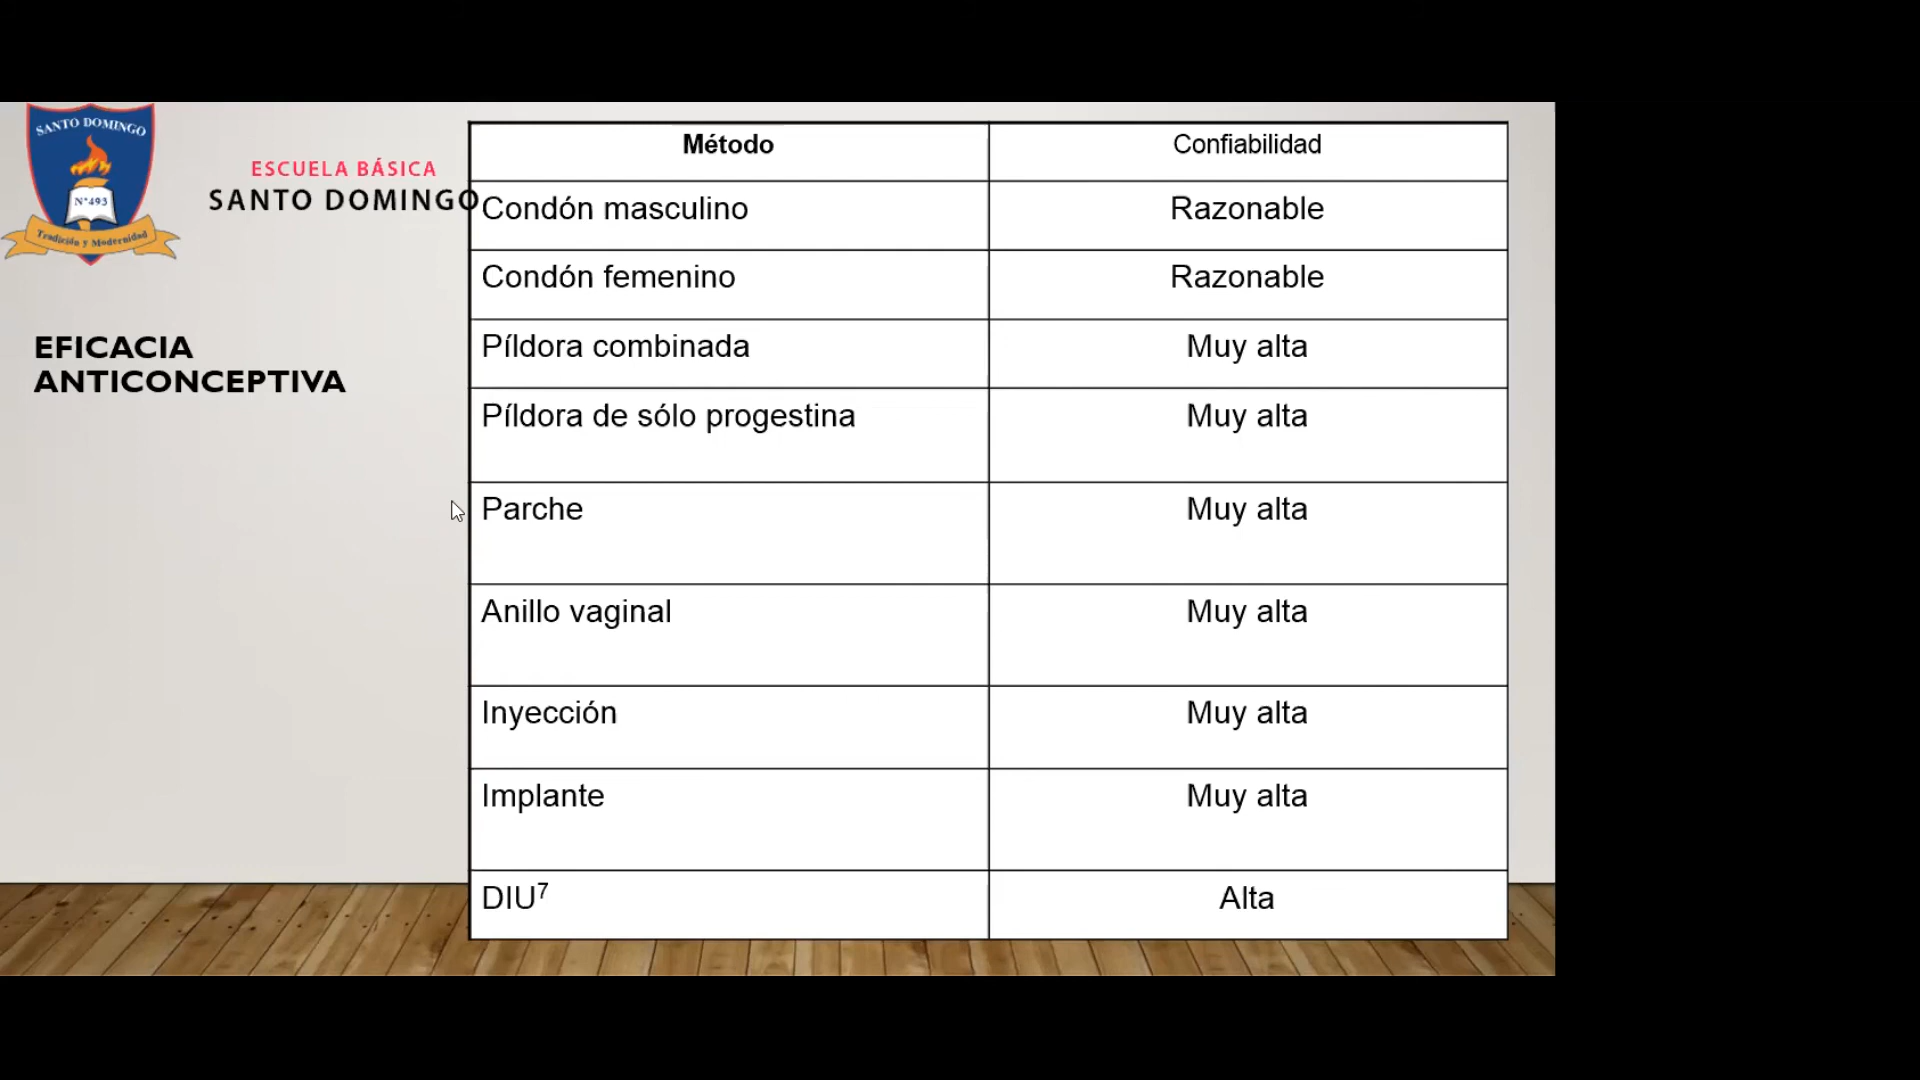 SANTO DOMINGO
N°493
Tradición y Modernidad
ESCUELA BÁSICA
SANTO DOMINGO
EFICACIA
ANTICONCEPTIVA
Método Confiabilidad
Condón masculino Razonable
Condón femenino Razonable
Píldora combinada Muy alta
Píldora de sólo progestina Muy alta
Parche Muy alta
Anillo vaginal Muy alta
Inyección Muy alta
Implante Muy alta
DIU⁷ Alta